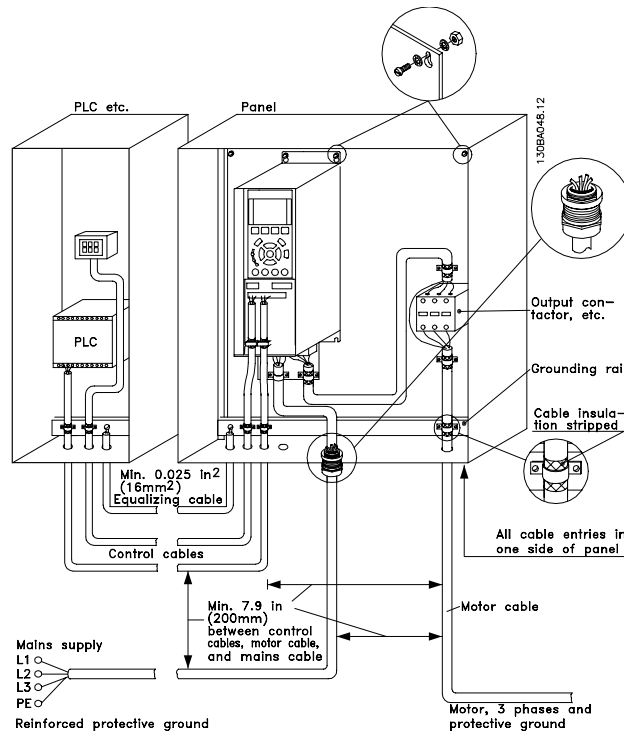 PLC etc.
Panel
130BA048.12
PLC
Output con-
tactor, etc.
Grounding rai
Cable insula-
tion stripped
Min. 0.025 in2
(16mm2)
Equalizing cable
Control cables
All cable entries in
one side of panel
Min. 7.9 in
(200mm)
between control
cables, motor cable,
and mains cable
Motor cable
Mains supply
L1
L2
L3
PE
Reinforced protective ground
Motor, 3 phases and
protective ground